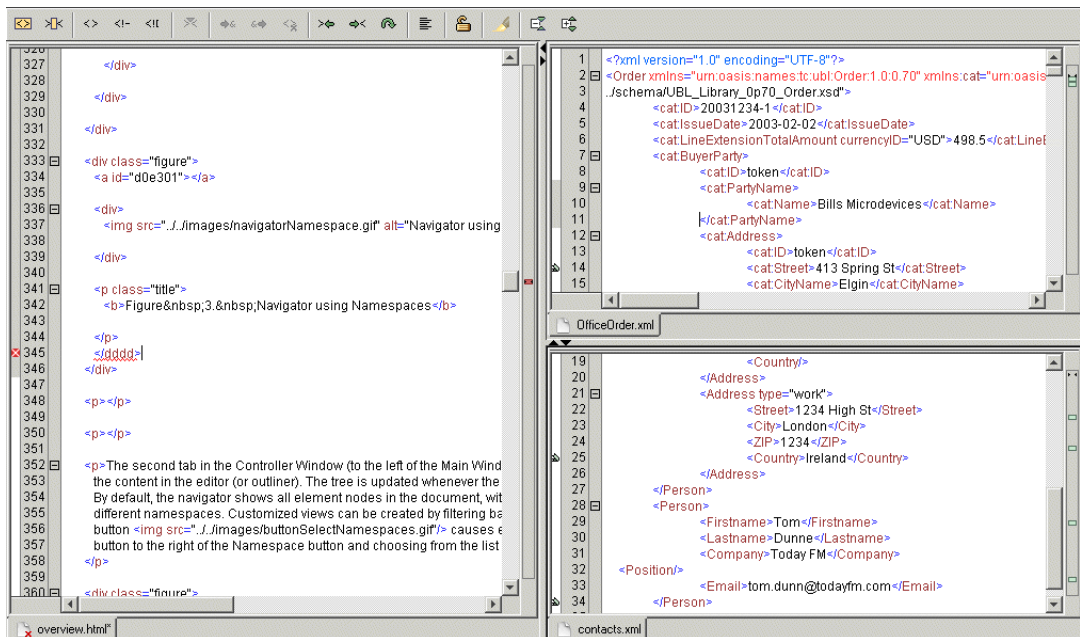 326
327 </div>
328
329 </div>
330
331 </div>
332
333 <div class="figure">
334 <a id="d0e301"></a>
335
336 <div>
337 <img src="../../images/navigatorNamespace.gif" alt="Navigator using
338
339 </div>
340
341 <p class="title">
342 <b>Figure&nbsp;3.&nbsp;Navigator using Namespaces</b>
343
344 </p>
345 </dddd>
346 </div>
347
348 <p></p>
349
350 <p></p>
351
352 <p>The second tab in the Controller Window (to the left of the Main Wind
353 the content in the editor (or outliner). The tree is updated whenever the
354 By default, the navigator shows all element nodes in the document, wit
355 different namespaces. Customized views can be created by filtering ba
356 button <img src="../../images/buttonSelectNamespaces.gif"/> causes e
357 button to the right of the Namespace button and choosing from the list
358 </p>
359
360 <div class="figure">
overview.html*
1 <?xml version="1.0" encoding="UTF-8"?>
2 <Order xmlns="urn:oasis:names:tc:ubl:Order:1.0:0.70" xmlns:cat="urn:oasis
3 ../schema/UBL_Library_0p70_Order.xsd">
4 <cat:ID>20031234-1</cat:ID>
5 <cat:IssueDate>2003-02-02</cat:IssueDate>
6 <cat:LineExtensionTotalAmount currencyID="USD">498.5</cat:LineE
7 <cat:BuyerParty>
8 <cat:ID>token</cat:ID>
9 <cat:PartyName>
10 <cat:Name>Bills Microdevices</cat:Name>
11 </cat:PartyName>
12 <cat:Address>
13 <cat:ID>token</cat:ID>
14 <cat:Street>413 Spring St</cat:Street>
15 <cat:CityName>Elgin</cat:CityName>
OfficeOrder.xml
19 <Country/>
20 </Address>
21 <Address type="work">
22 <Street>1234 High St</Street>
23 <City>London</City>
24 <ZIP>1234</ZIP>
25 <Country>Ireland</Country>
26 </Address>
27 </Person>
28 <Person>
29 <Firstname>Tom</Firstname>
30 <Lastname>Dunne</Lastname>
31 <Company>Today FM</Company>
32 <Position/>
33 <Email>tom.dunn@todayfm.com</Email>
34 </Person>
contacts.xml